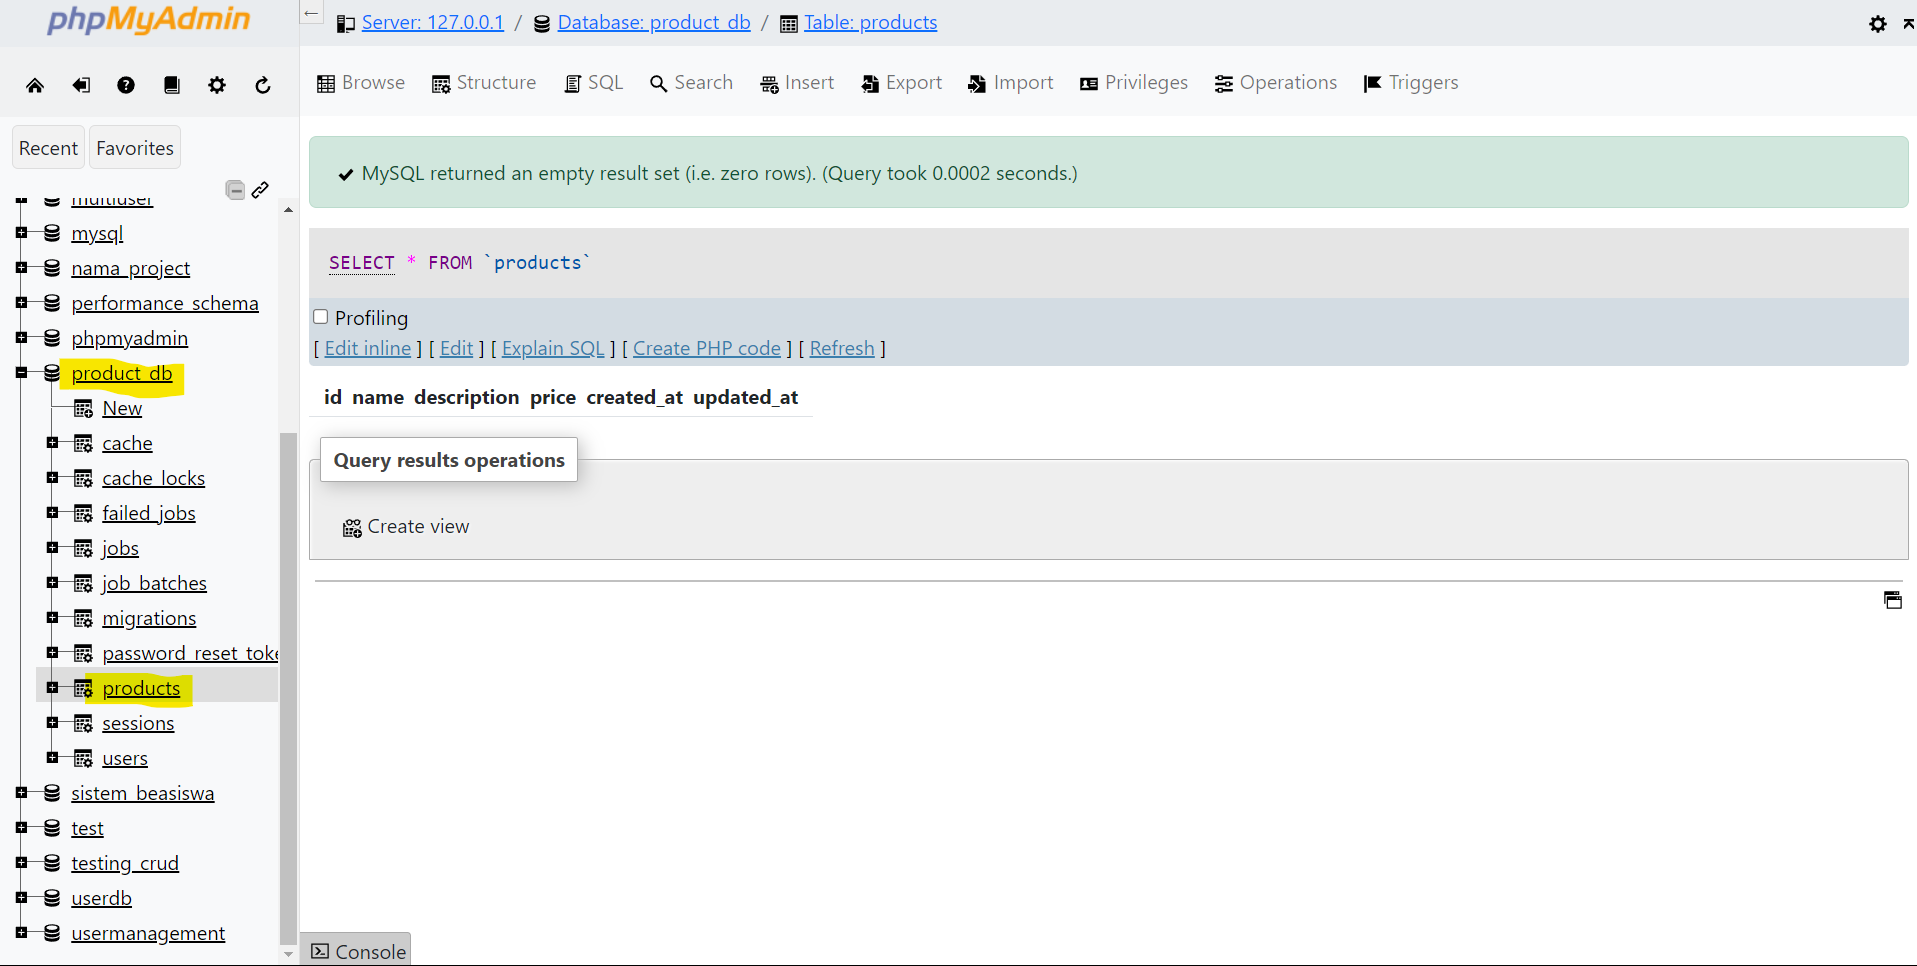 phpMyAdmin
Recent Favorites
multiuser
mysql
nama_project
performance_schema
phpmyadmin
product_db
New
cache
cache_locks
failed_jobs
jobs
job_batches
migrations
password_reset_toke
products
sessions
users
sistem_beasiswa
test
testing_crud
userdb
usermanagement
← Server: 127.0.0.1 / Database: product_db / Table: products
Browse Structure SQL Search Insert Export Import Privileges Operations Triggers
MySQL returned an empty result set (i.e. zero rows). (Query took 0.0002 seconds.)
SELECT * FROM `products`
Profiling
[ Edit inline ] [ Edit ] [ Explain SQL ] [ Create PHP code ] [ Refresh ]
id name description price created_at updated_at
Query results operations
Create view
Console